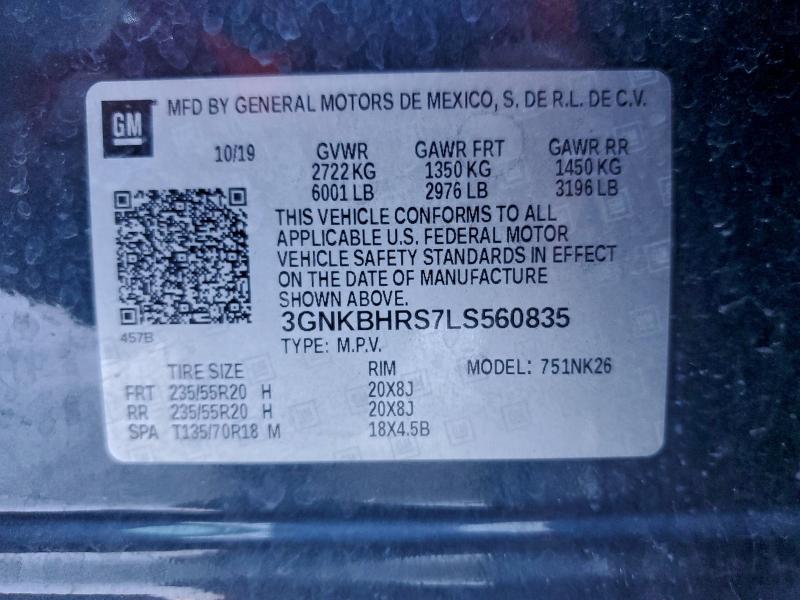 GM MFD BY GENERAL MOTORS DE MEXICO, S. DE R.L. DE C.V.
10/19 GVWR GAWR FRT GAWR RR
2722 KG 1350 KG 1450 KG
6001 LB 2976 LB 3196 LB
THIS VEHICLE CONFORMS TO ALL
APPLICABLE U.S. FEDERAL MOTOR
VEHICLE SAFETY STANDARDS IN EFFECT
ON THE DATE OF MANUFACTURE
SHOWN ABOVE.
3GNKBHRS7LS560835
457B
TYPE: M.P.V.
TIRE SIZE RIM MODEL: 751NK26
FRT 235/55R20 H 20X8J
RR 235/55R20 H 20X8J
SPA T135/70R18 M 18X4.5B